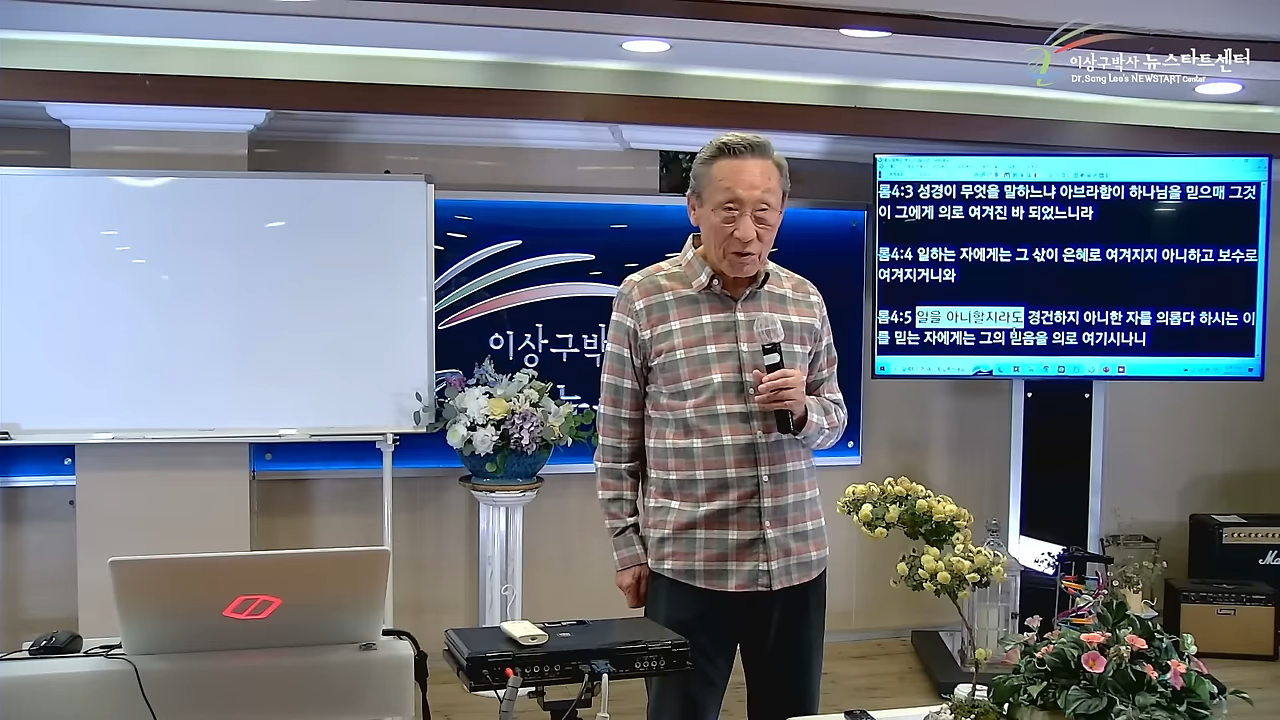 이상구박사 뉴스타트센터
Dr.Sang Lee's NEWSTART Center
롬4:3 성경이 무엇을 말하느냐 아브라함이 하나님을 믿으매 그것
이 그에게 의로 여겨진 바 되었느니라
롬4:4 일하는 자에게는 그 삯이 은혜로 여겨지지 아니하고 보수로
여겨지거니와
롬4:5 일을 아니할지라도 경건하지 아니한 자를 의롭다 하시는 이
를 믿는 자에게는 그의 믿음을 의로 여기시나니
이상구박